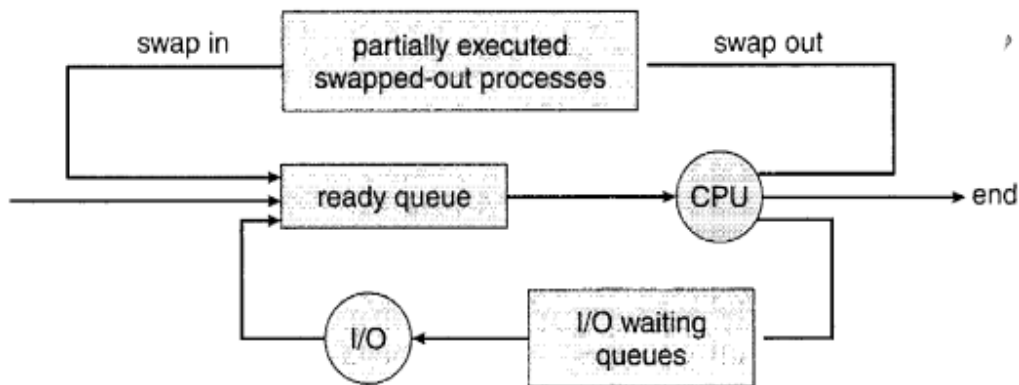 swap in
partially executed
swapped-out processes
swap out
ready queue
CPU
end
I/O
I/O waiting
queues